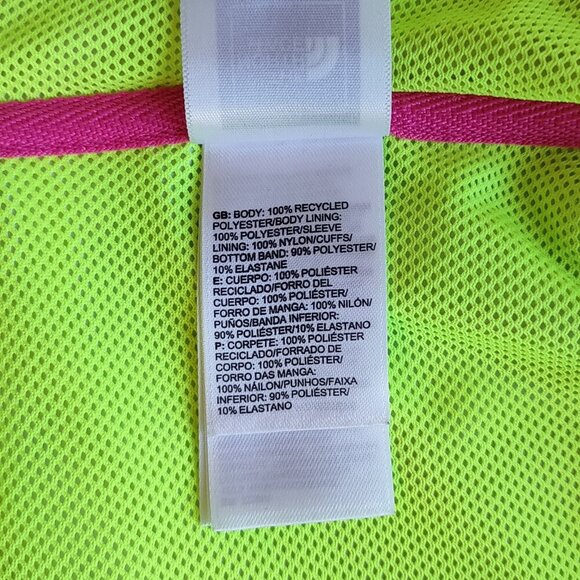 GB: BODY: 100% RECYCLED
POLYESTER/BODY LINING:
100% POLYESTER/SLEEVE
LINING: 100% NYLON/CUFFS/
BOTTOM BAND: 90% POLYESTER/
10% ELASTANE
E: CUERPO: 100% POLIÉSTER
RECICLADO/FORRO DEL
CUERPO: 100% POLIÉSTER/
FORRO DE MANGA: 100% NILÓN/
PUÑOS/BANDA INFERIOR:
90% POLIÉSTER/10% ELASTANO
P: CORPETE: 100% POLIÉSTER
RECICLADO/FORRADO DE
CORPO: 100% POLIÉSTER/
FORRO DAS MANGA:
100% NÁILON/PUNHOS/FAIXA
INFERIOR: 90% POLIÉSTER/
10% ELASTANO